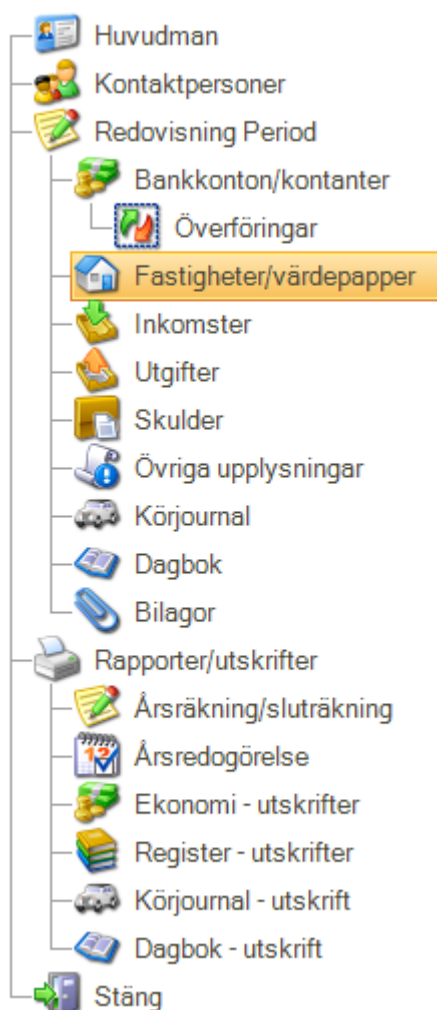 Huvudman
Kontaktpersoner
Redovisning Period
Bankkonton/kontanter
Överföringar
Fastigheter/värdepapper
Inkomster
Utgifter
Skulder
Övriga upplysningar
Körjournal
Dagbok
Bilagor
Rapporter/utskrifter
Årsräkning/sluträkning
Årsredogörelse
Ekonomi - utskrifter
Register - utskrifter
Körjournal - utskrift
Dagbok - utskrift
Stäng